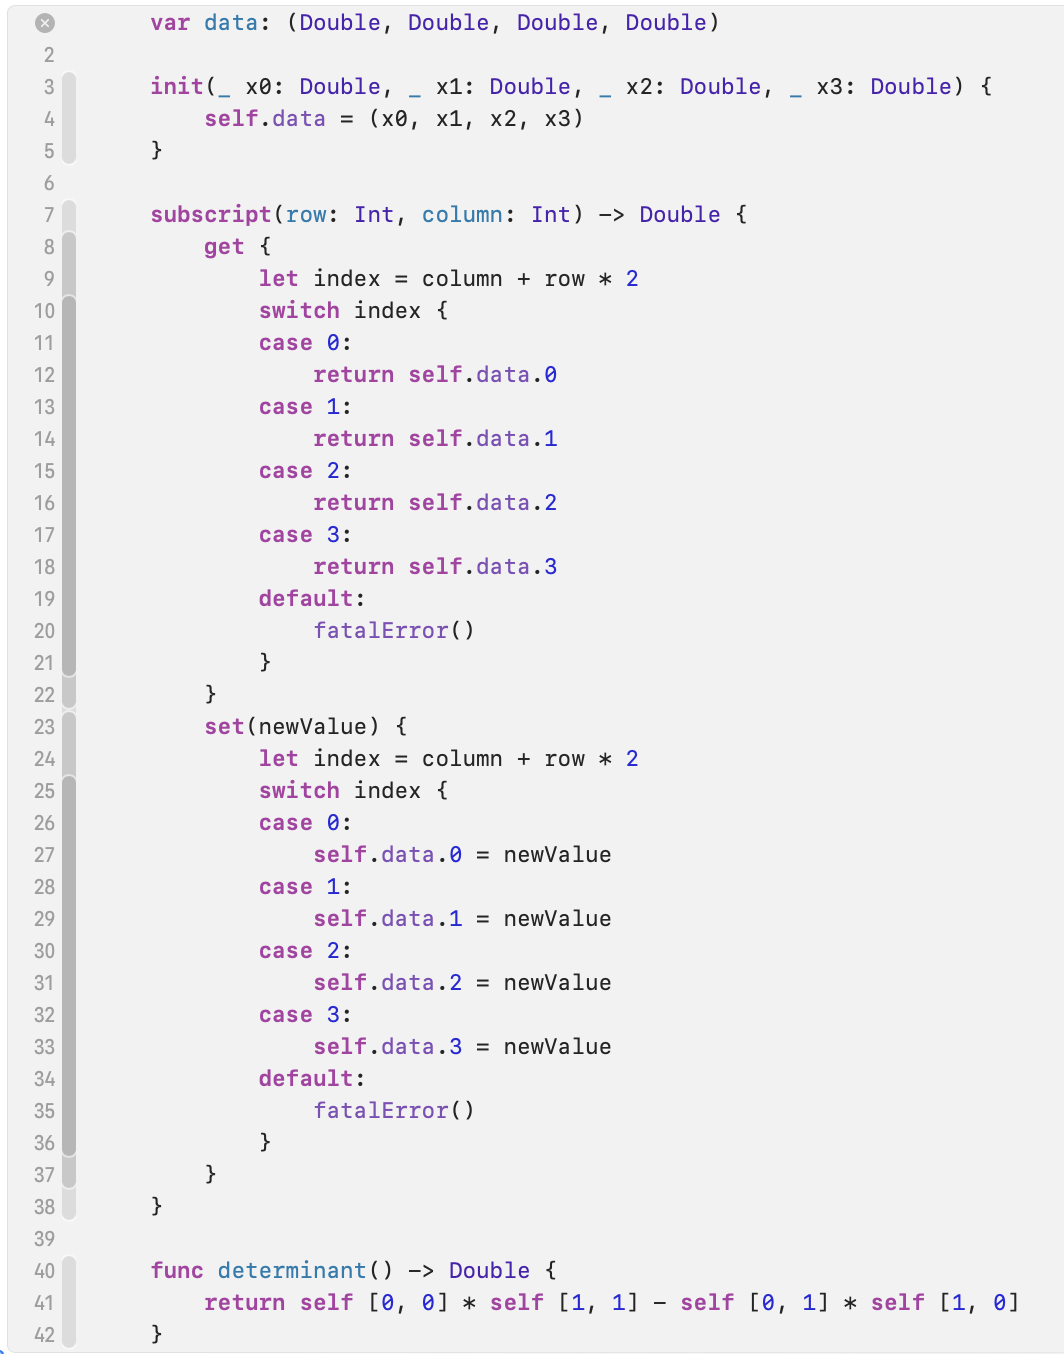 var data: (Double, Double, Double, Double)
2
3 init(_ x0: Double, _ x1: Double, _ x2: Double, _ x3: Double) {
4 self.data = (x0, x1, x2, x3)
5 }
6
7 subscript(row: Int, column: Int) -> Double {
8 get {
9 let index = column + row * 2
10 switch index {
11 case 0:
12 return self.data.0
13 case 1:
14 return self.data.1
15 case 2:
16 return self.data.2
17 case 3:
18 return self.data.3
19 default:
20 fatalError()
21 }
22 }
23 set(newValue) {
24 let index = column + row * 2
25 switch index {
26 case 0:
27 self.data.0 = newValue
28 case 1:
29 self.data.1 = newValue
30 case 2:
31 self.data.2 = newValue
32 case 3:
33 self.data.3 = newValue
34 default:
35 fatalError()
36 }
37 }
38 }
39
40 func determinant() -> Double {
41 return self [0, 0] * self [1, 1] - self [0, 1] * self [1, 0]
42 }